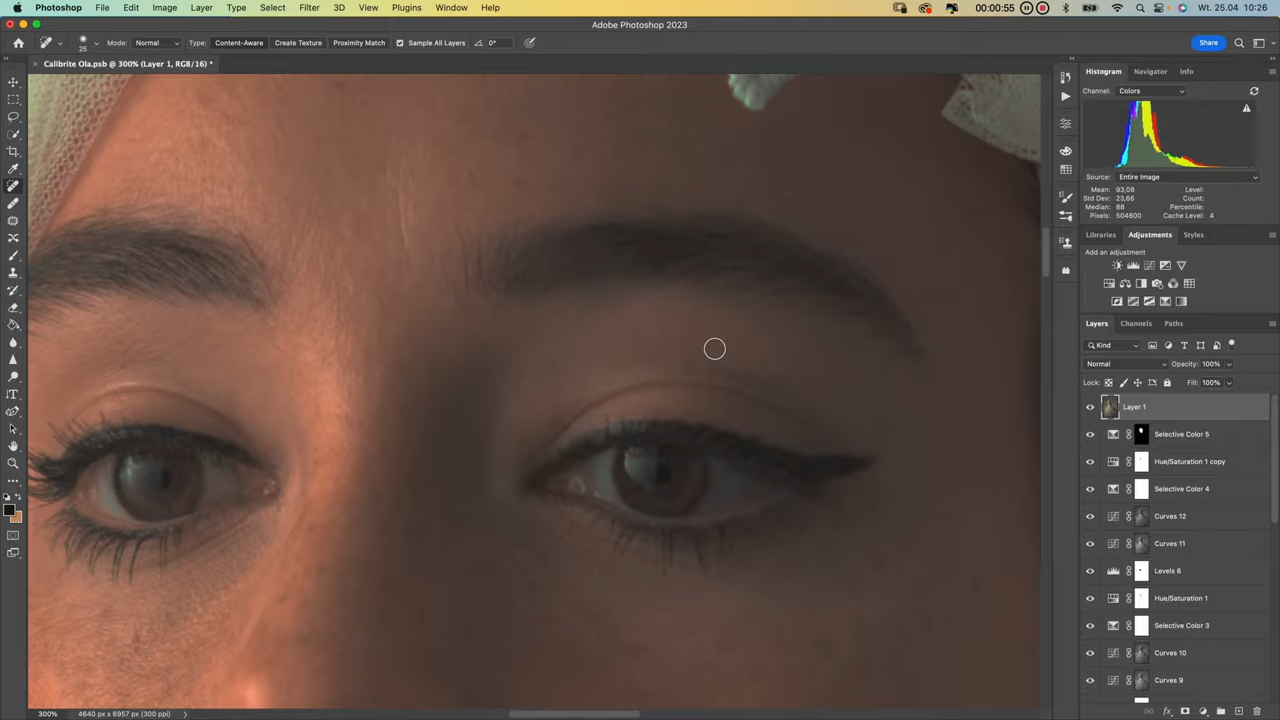 Photoshop File Edit Image Layer Type Select Filter 3D View Plugins Window Help 00:00:55 Wt. 25.04 10:26
Adobe Photoshop 2023
25 Mode: Normal Type: Content-Aware Create Texture Proximity Match Sample All Layers 0° Share
Calibrite Ola.psb @ 300% (Layer 1, RGB/16) *
Histogram Navigator Info
Channel: Colors
Source: Entire Image
Mean: 93,08 Level:
Std Dev: 23,66 Count:
Median: 88 Percentile:
Pixels: 504600 Cache Level: 4
Libraries Adjustments Styles
Add an adjustment
Layers Channels Paths
Kind
Normal Opacity: 100%
Lock: Fill: 100%
Layer 1
Selective Color 5
Hue/Saturation 1 copy
Selective Color 4
Curves 12
Curves 11
Levels 6
Hue/Saturation 1
Selective Color 3
Curves 10
Curves 9
300% 4640 px x 6957 px (300 ppi)